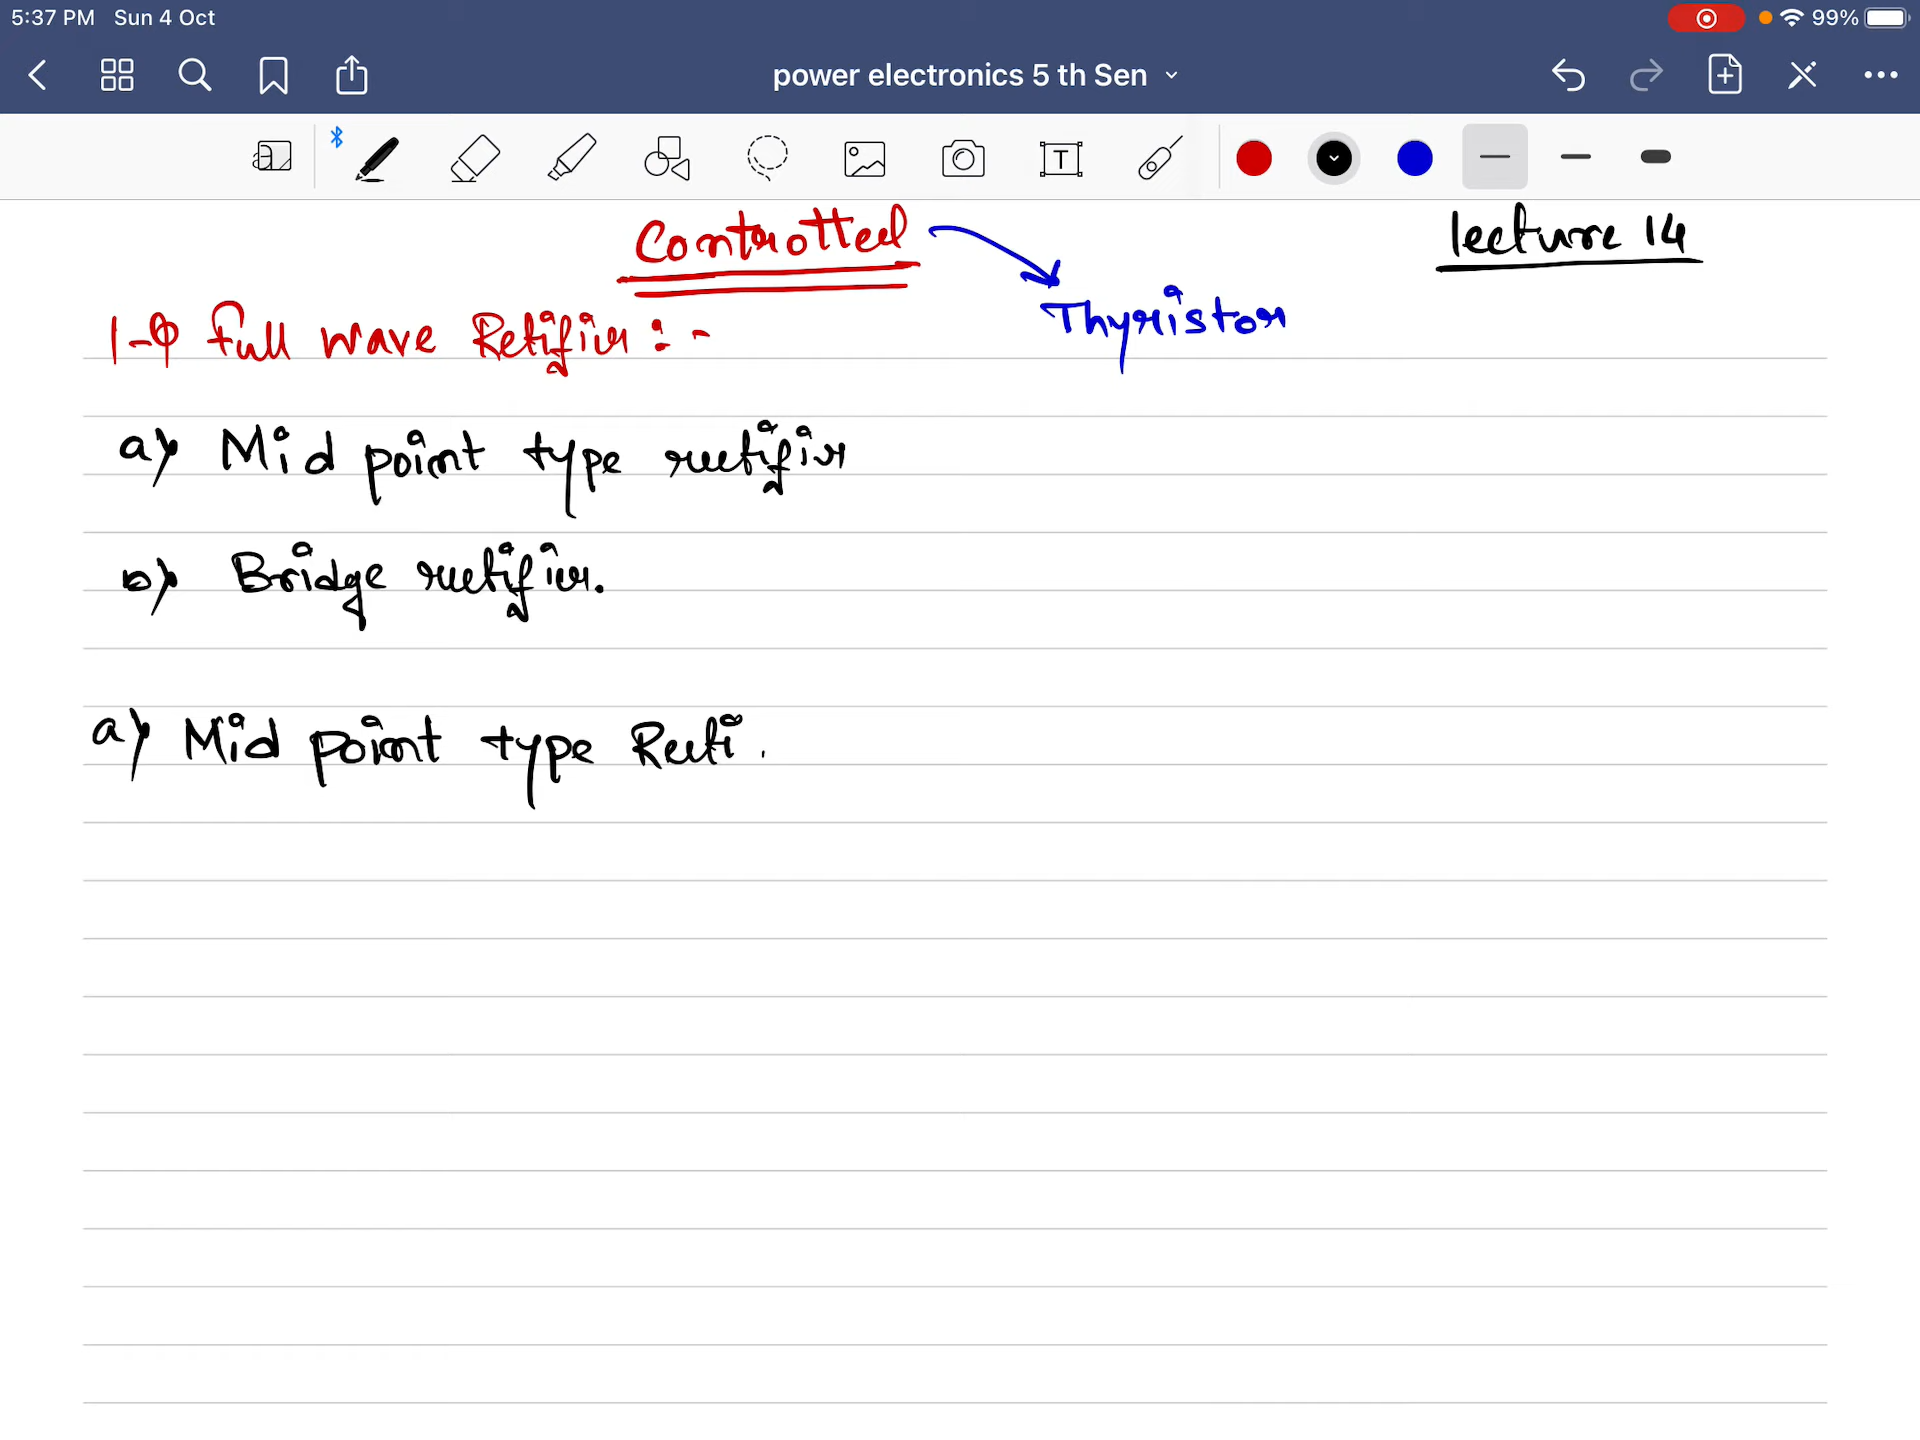 5:37 PM Sun 4 Oct 99%
power electronics 5 th Sen
T
Controlled
lecture 14
Thyristor
1-φ full wave Retifier :-
a) Mid point type rectifier
b) Bridge rectifier.
a) Mid point type Recti.